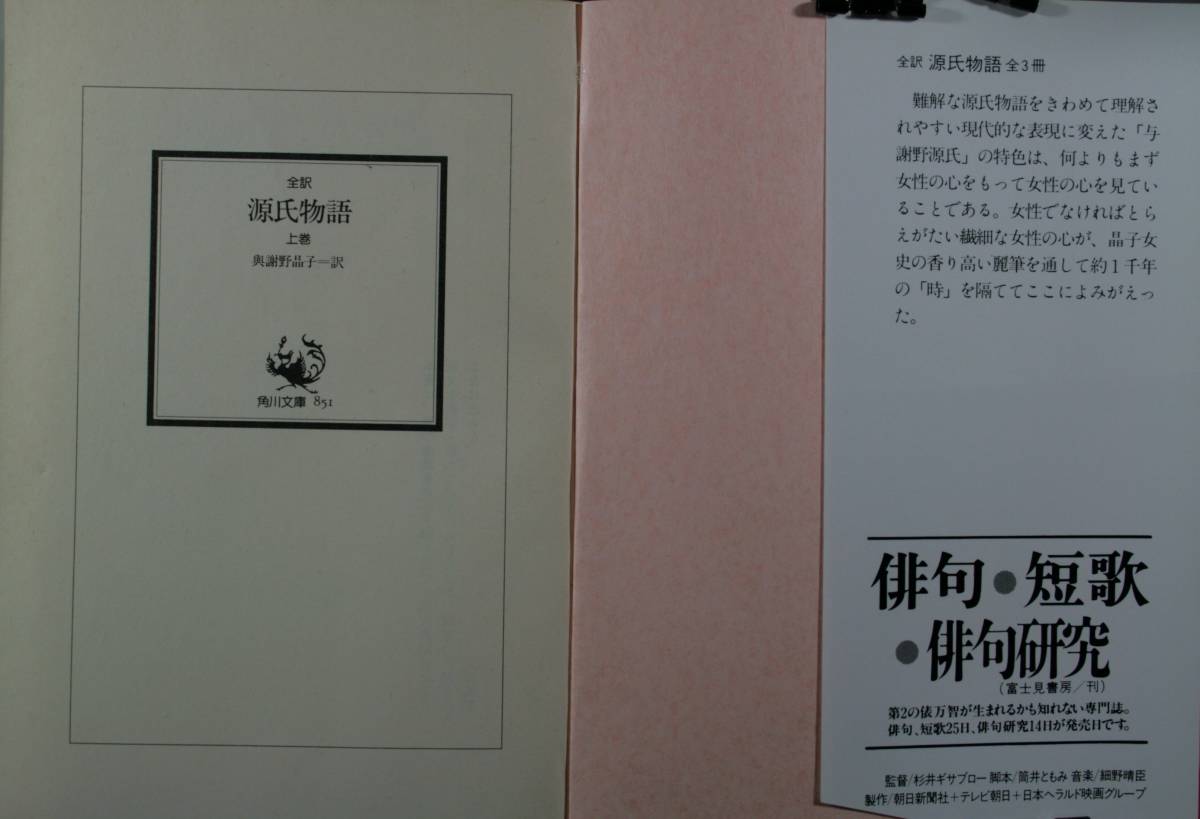 全訳
源氏物語
上巻
與謝野晶子=訳
角川文庫 851
全訳 源氏物語 全3冊
難解な源氏物語をきわめて理解さ
れやすい現代的な表現に変えた「与
謝野源氏」の特色は、何よりもまず
女性の心をもって女性の心を見てい
ることである。女性でなければとら
えがたい繊細な女性の心が、晶子女
史の香り高い麗筆を通して約1千年
の「時」を隔ててここによみがえっ
た。
俳句●短歌
●俳句研究
(富士見書房/刊)
第2の俵万智が生まれるかも知れない専門誌。
俳句、短歌25日、俳句研究14日が発売日です。
監督/杉井ギサブロー 脚本/筒井ともみ 音楽/細野晴臣
製作/朝日新聞社+テレビ朝日+日本ヘラルド映画グループ